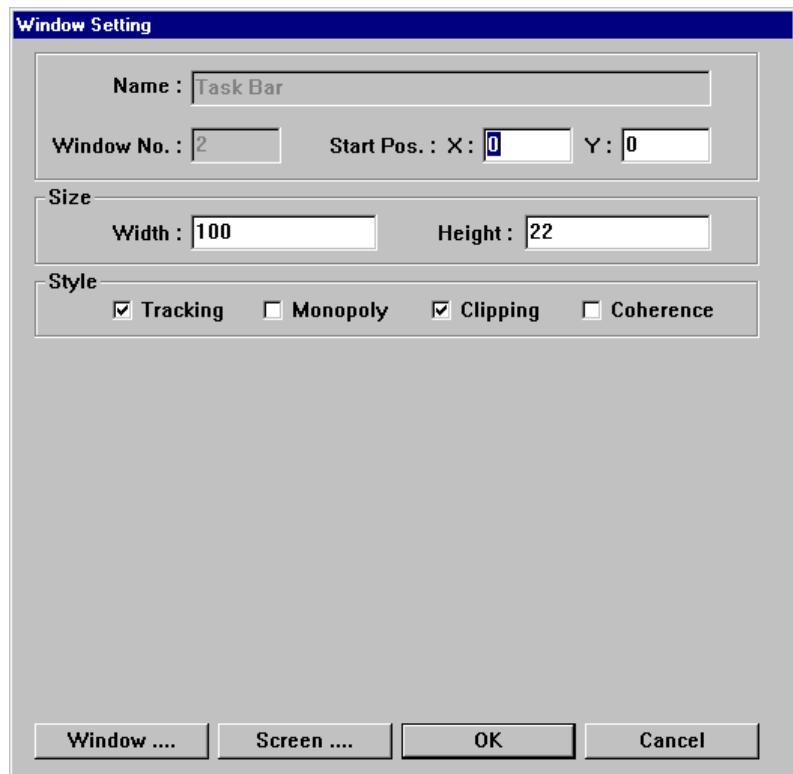 Window Setting
Name : Task Bar
Window No. : 2 Start Pos. : X : 0 Y : 0
Size
Width : 100 Height : 22
Style
Tracking Monopoly Clipping Coherence
Window .... Screen .... OK Cancel